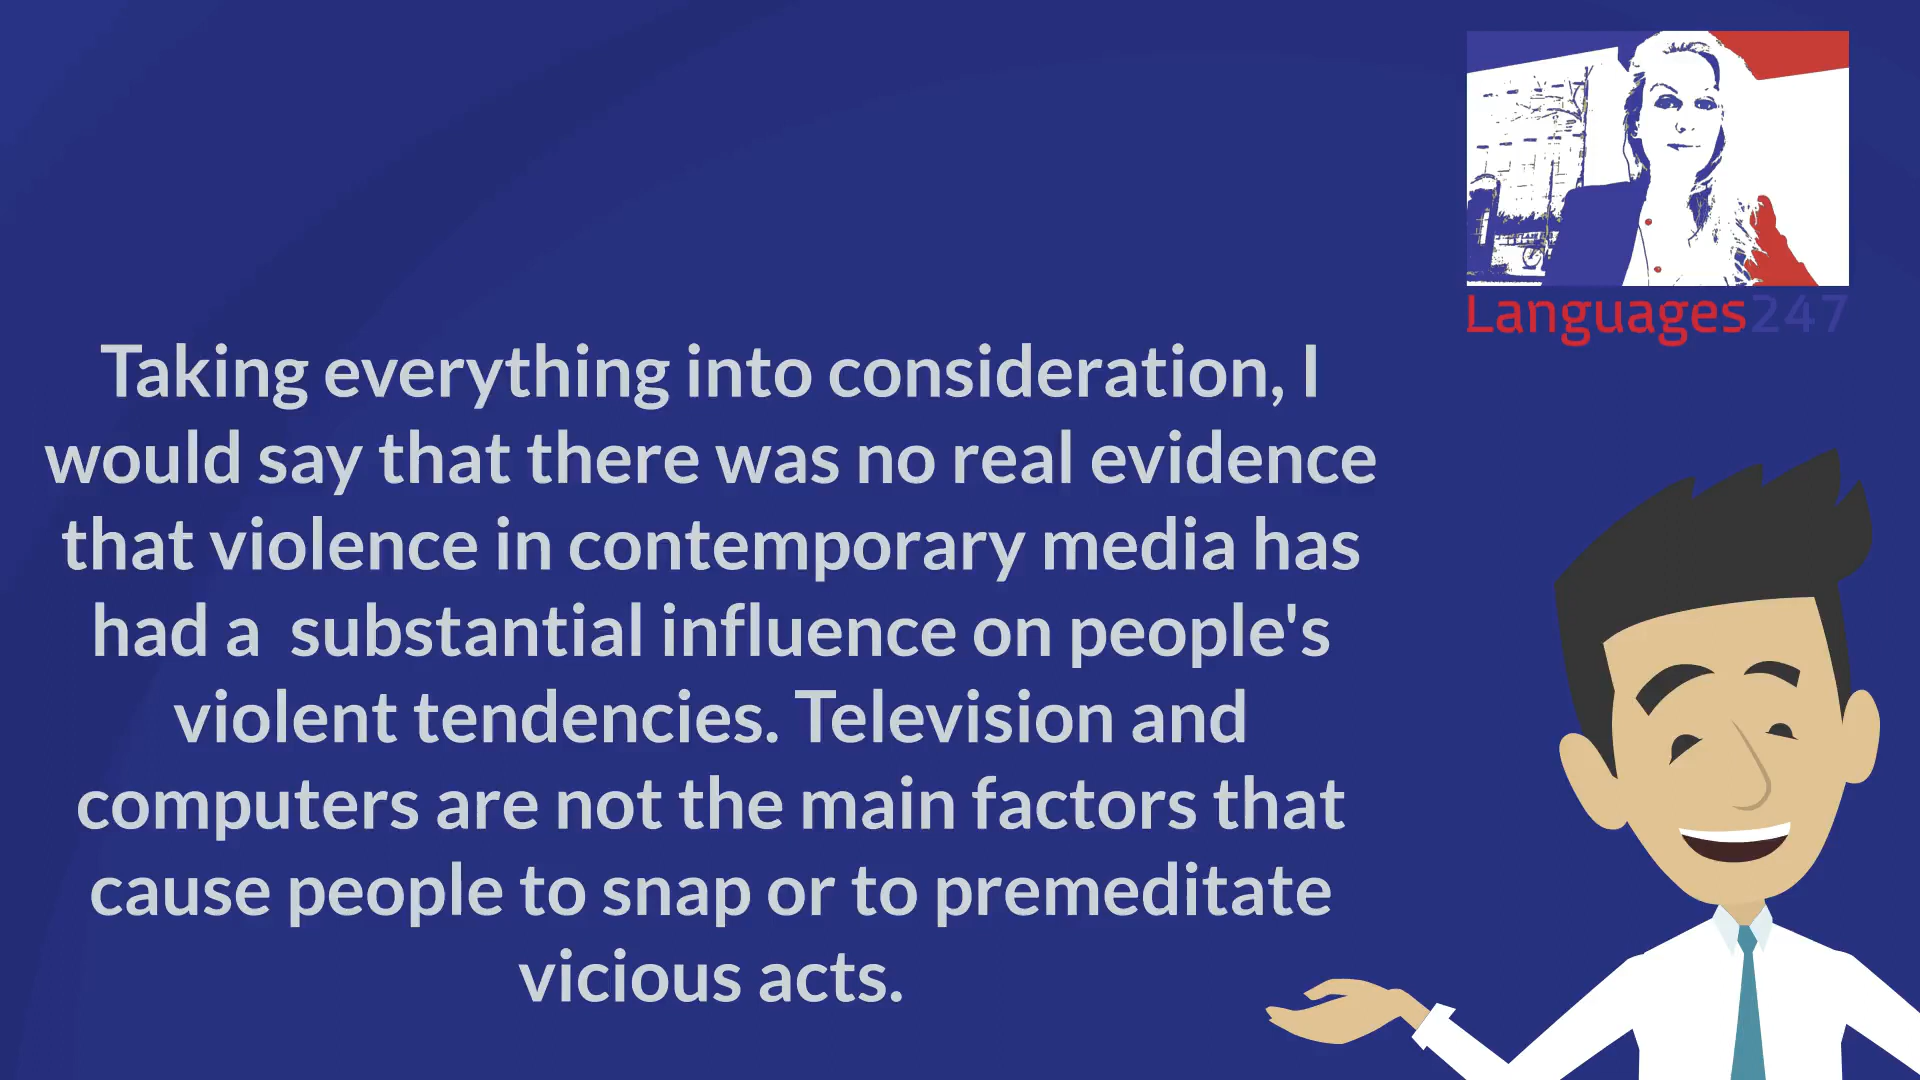 Languages247
Taking everything into consideration, I
would say that there was no real evidence
that violence in contemporary media has
had a  substantial influence on people's
violent tendencies. Television and
computers are not the main factors that
cause people to snap or to premeditate
vicious acts.